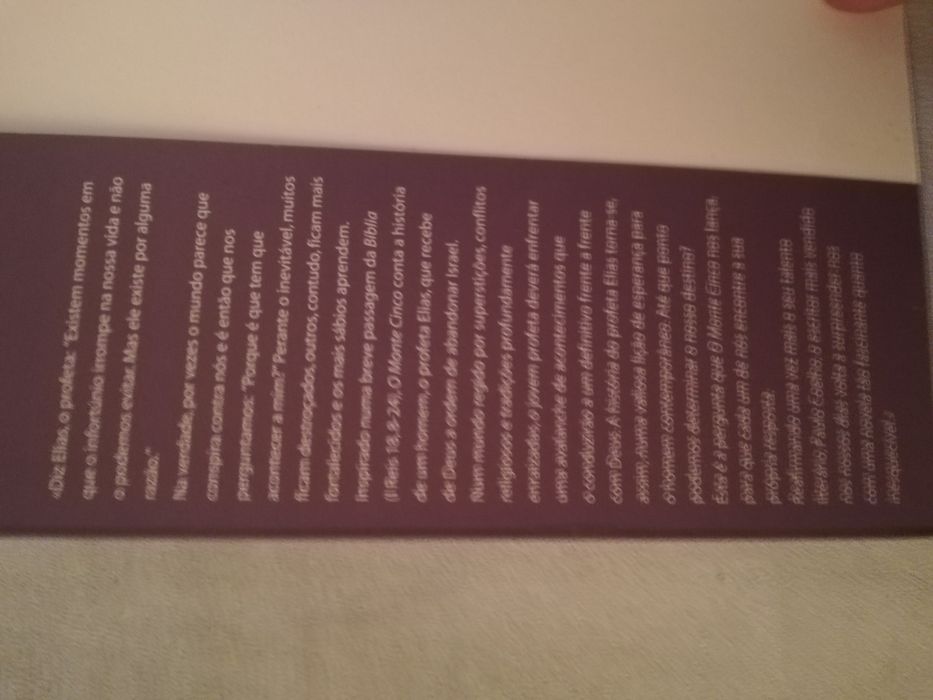 «Diz Elias, o profeta: "Existem momentos em
que o infortúnio irrompe na nossa vida e não
o podemos evitar. Mas ele existe por alguma
razão."
Na verdade, por vezes o mundo parece que
conspira contra nós e é então que nos
perguntamos: "Porque é que tem que
acontecer a mim?" Perante o inevitável, muitos
ficam desencorajados, outros, contudo, ficam mais
fortalecidos e os mais sábios aprendem.
Inspirado numa breve passagem da Bíblia
(I Reis 18, 8-24), O Monte Cinco conta a história
de um homem, o profeta Elias, que recebe
de Deus a ordem de abandonar Israel.
Num mundo regido por superstições, conflitos
religiosos e tradições profundamente
enraizadas, o jovem profeta deverá enfrentar
uma avalanche de acontecimentos que
o conduzirão a um definitivo frente a frente
com Deus. A história do profeta Elias torna-se,
assim, numa valiosa lição de esperança para
o homem contemporâneo. Até que ponto
podemos determinar o nosso destino?
Esta é a pergunta que O Monte Cinco nos lança,
para que cada um de nós encontre a sua
própria resposta.
Reafirmando uma vez mais o seu talento
literário, Paulo Coelho, o escritor mais vendido
nos nossos dias, volta a surpreender-nos
com uma novela tão fascinante quanto
inesquecível.»